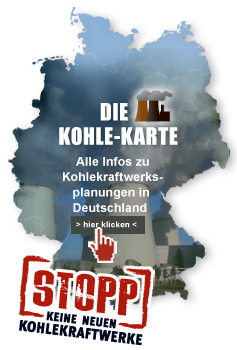 DIE
KOHLE-KARTE
Alle Infos zu
Kohlekraftwerks-
planungen in
Deutschland
> hier klicken <
STOPP
KEINE NEUEN
KOHLEKRAFTWERKE